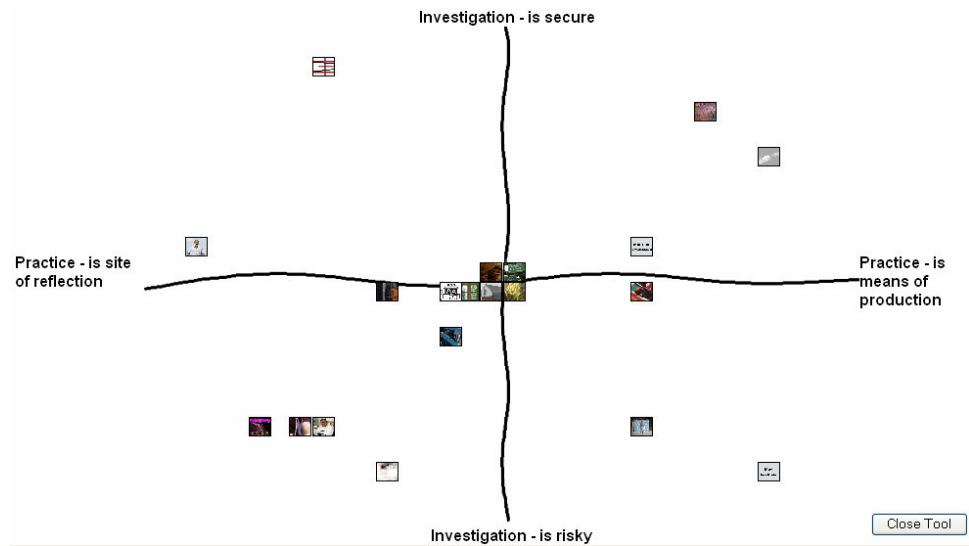 Investigation - is secure
Practice - is site
of reflection
Practice - is
means of
production
Investigation - is risky
Close Tool